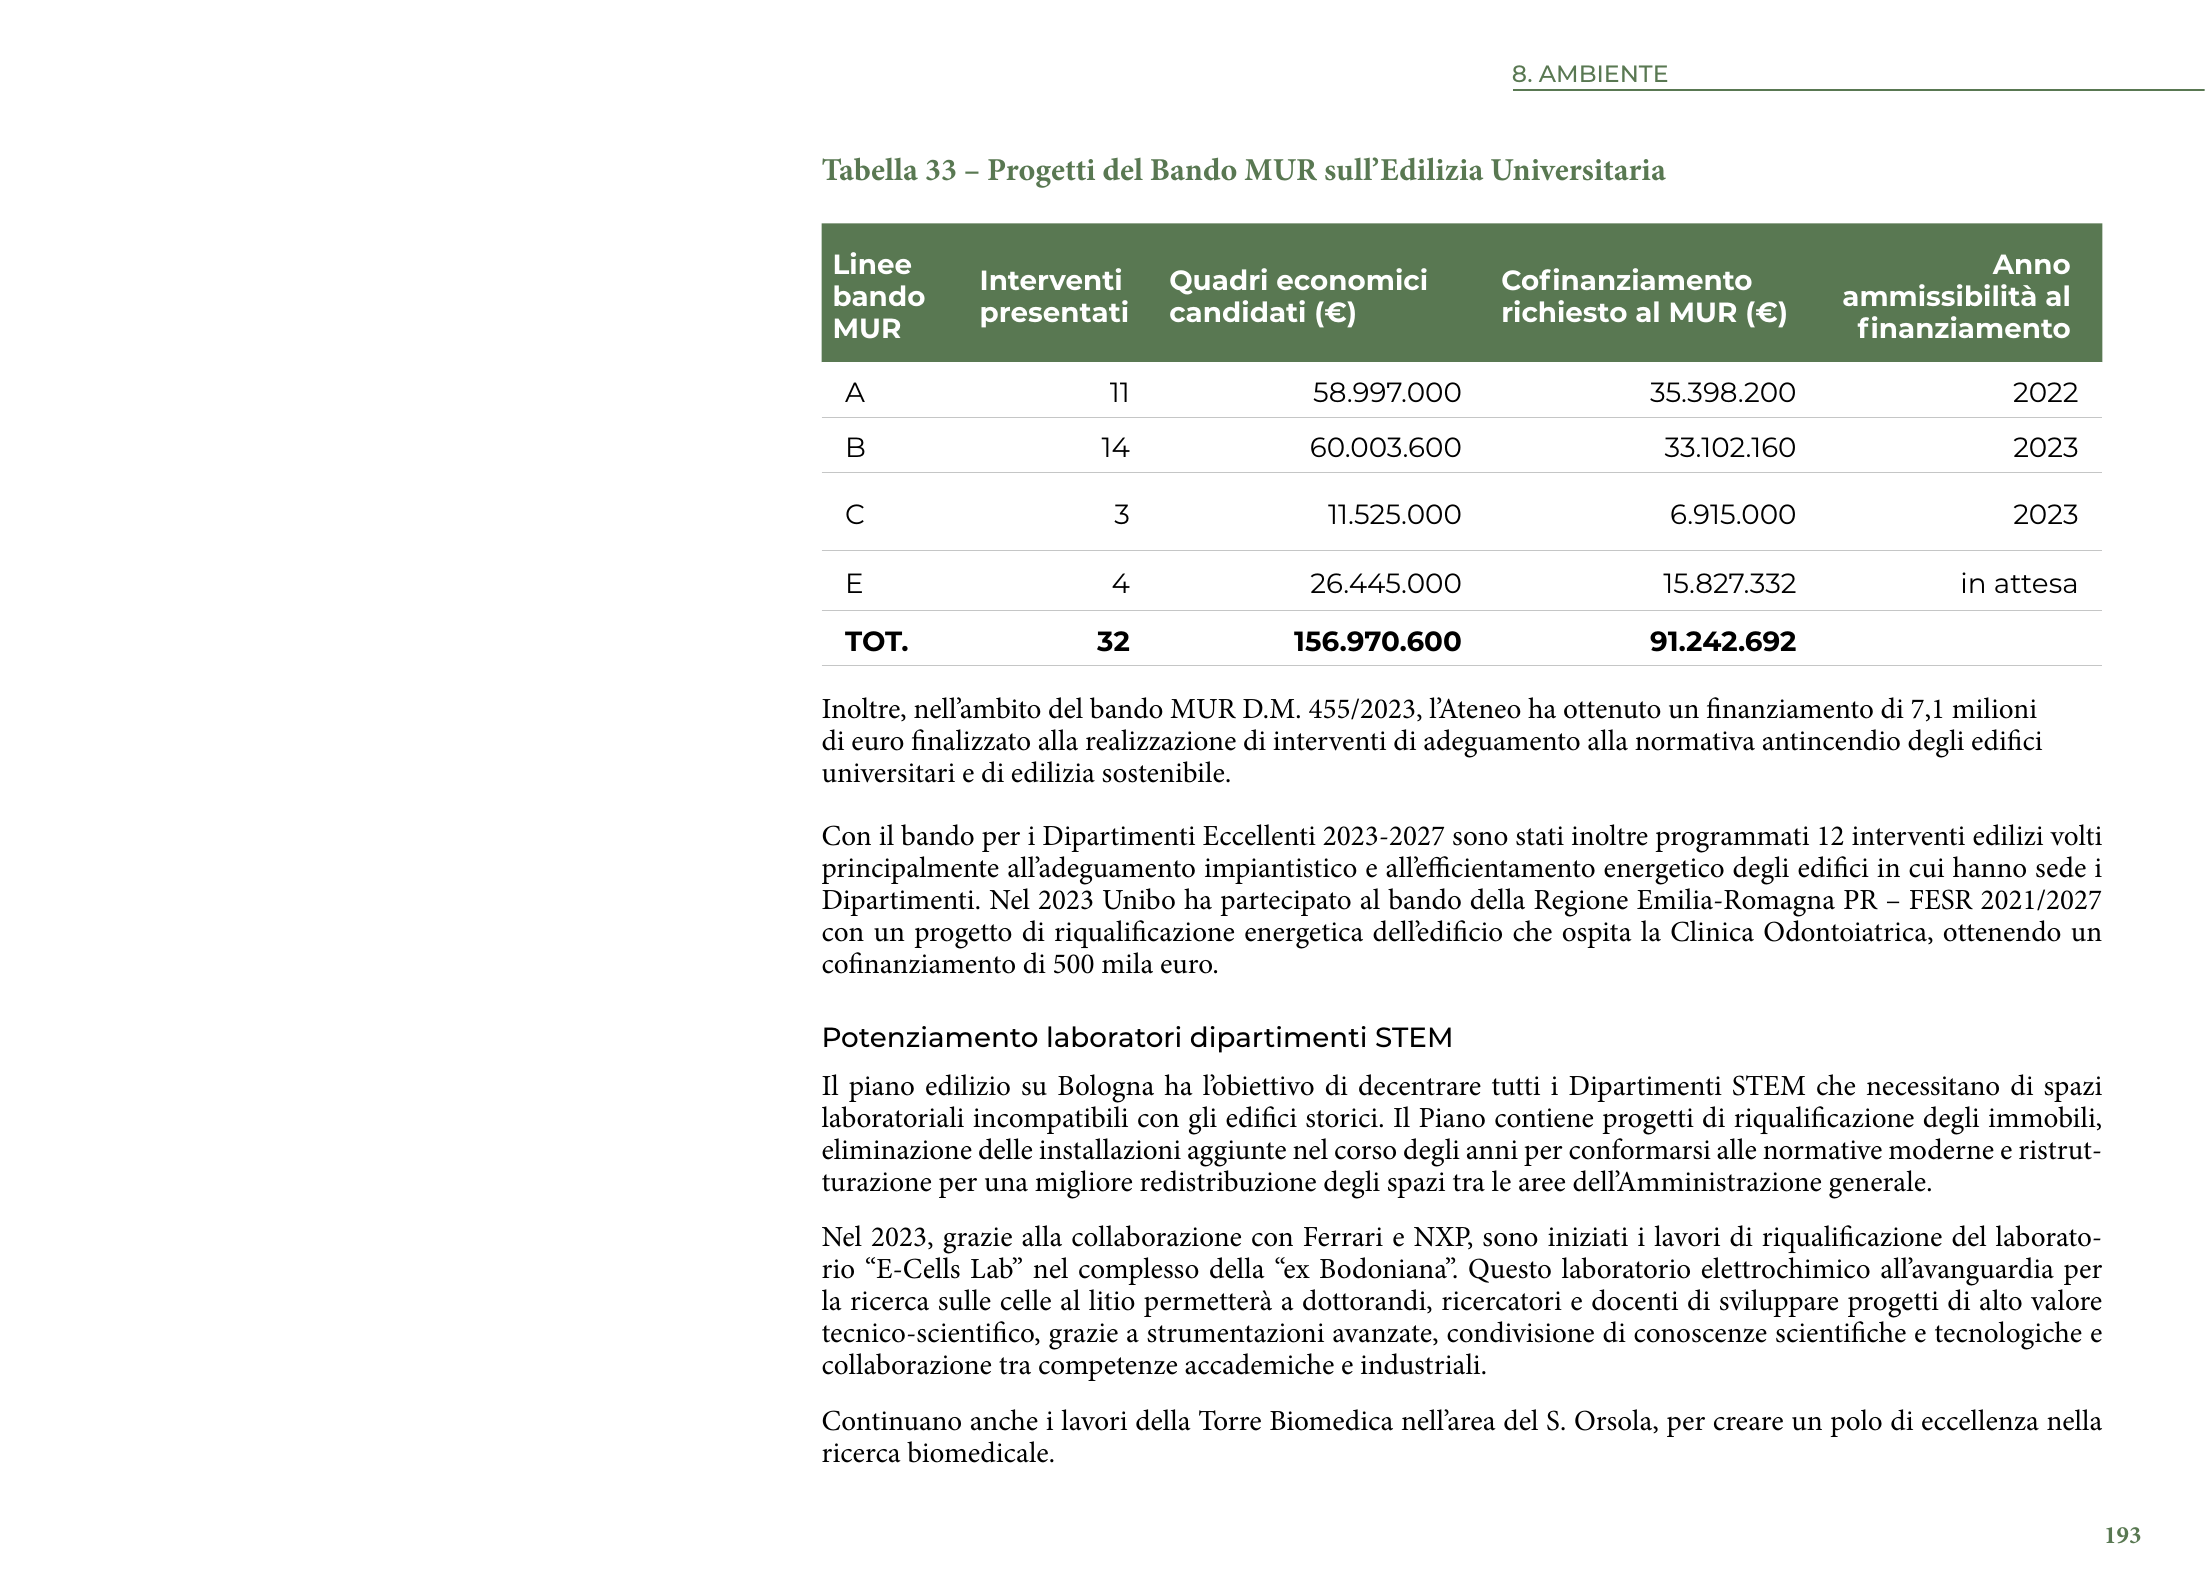 8. AMBIENTE
Tabella 33 – Progetti del Bando MUR sull’Edilizia Universitaria
Linee bando MUR | Interventi presentati | Quadri economici candidati (€) | Cofinanziamento richiesto al MUR (€) | Anno ammissibilità al finanziamento
A 11 58.997.000 35.398.200 2022
B 14 60.003.600 33.102.160 2023
C 3 11.525.000 6.915.000 2023
E 4 26.445.000 15.827.332 in attesa
TOT. 32 156.970.600 91.242.692
Inoltre, nell’ambito del bando MUR D.M. 455/2023, l’Ateneo ha ottenuto un finanziamento di 7,1 milioni
di euro finalizzato alla realizzazione di interventi di adeguamento alla normativa antincendio degli edifici
universitari e di edilizia sostenibile.
Con il bando per i Dipartimenti Eccellenti 2023-2027 sono stati inoltre programmati 12 interventi edilizi volti
principalmente all’adeguamento impiantistico e all’efficientamento energetico degli edifici in cui hanno sede i
Dipartimenti. Nel 2023 Unibo ha partecipato al bando della Regione Emilia-Romagna PR – FESR 2021/2027
con un progetto di riqualificazione energetica dell’edificio che ospita la Clinica Odontoiatrica, ottenendo un
cofinanziamento di 500 mila euro.
Potenziamento laboratori dipartimenti STEM
Il piano edilizio su Bologna ha l’obiettivo di decentrare tutti i Dipartimenti STEM che necessitano di spazi
laboratoriali incompatibili con gli edifici storici. Il Piano contiene progetti di riqualificazione degli immobili,
eliminazione delle installazioni aggiunte nel corso degli anni per conformarsi alle normative moderne e ristrut-
turazione per una migliore redistribuzione degli spazi tra le aree dell’Amministrazione generale.
Nel 2023, grazie alla collaborazione con Ferrari e NXP, sono iniziati i lavori di riqualificazione del laborato-
rio “E-Cells Lab” nel complesso della “ex Bodoniana”. Questo laboratorio elettrochimico all’avanguardia per
la ricerca sulle celle al litio permetterà a dottorandi, ricercatori e docenti di sviluppare progetti di alto valore
tecnico-scientifico, grazie a strumentazioni avanzate, condivisione di conoscenze scientifiche e tecnologiche e
collaborazione tra competenze accademiche e industriali.
Continuano anche i lavori della Torre Biomedica nell’area del S. Orsola, per creare un polo di eccellenza nella
ricerca biomedicale.
193